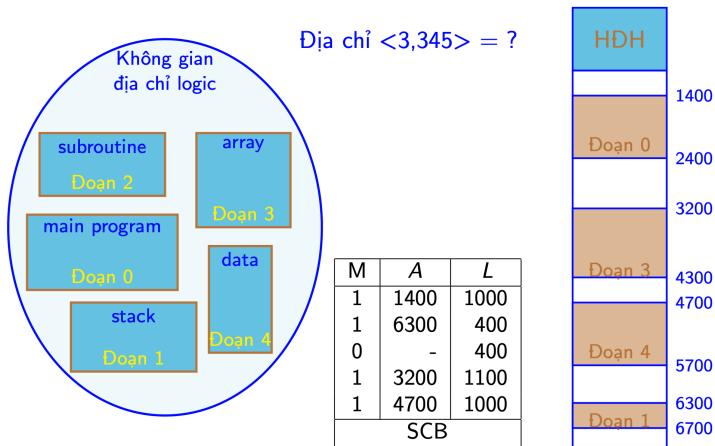 Địa chỉ <3,345> = ?
Không gian
địa chỉ logic
subroutine
Đoạn 2
array
Đoạn 3
main program
Đoạn 0
data
Đoạn 4
stack
Đoạn 1
M A L
1 1400 1000
1 6300 400
0 - 400
1 3200 1100
1 4700 1000
SCB
HĐH
1400
Đoạn 0
2400
3200
Đoạn 3
4300
4700
Đoạn 4
5700
6300
Đoạn 1
6700